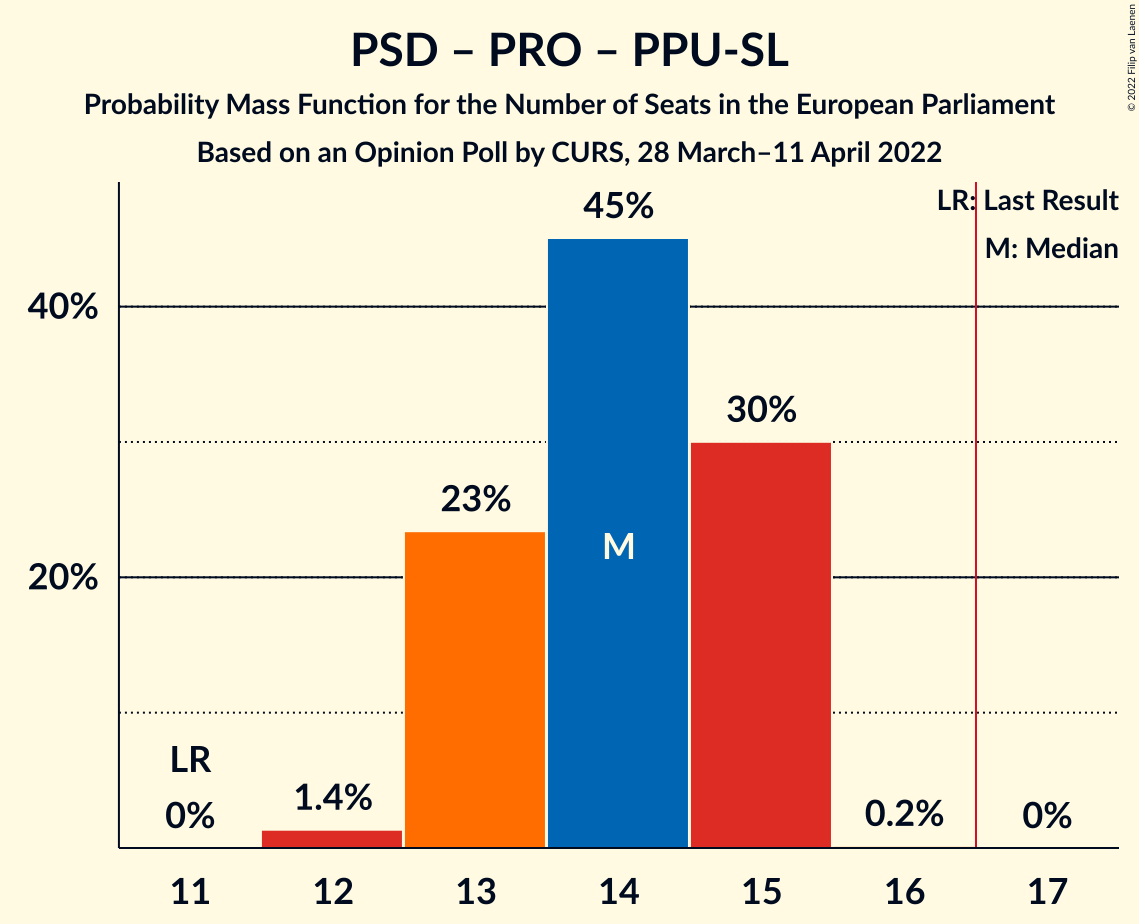 PSD – PRO – PPU-SL
Probability Mass Function for the Number of Seats in the European Parliament
Based on an Opinion Poll by CURS, 28 March–11 April 2022
© 2022 Filip van Laenen
LR: Last Result
M: Median
45%
40%
30%
23%
M
20%
LR
0%
1.4%
0.2%
0%
11
12
13
14
15
16
17